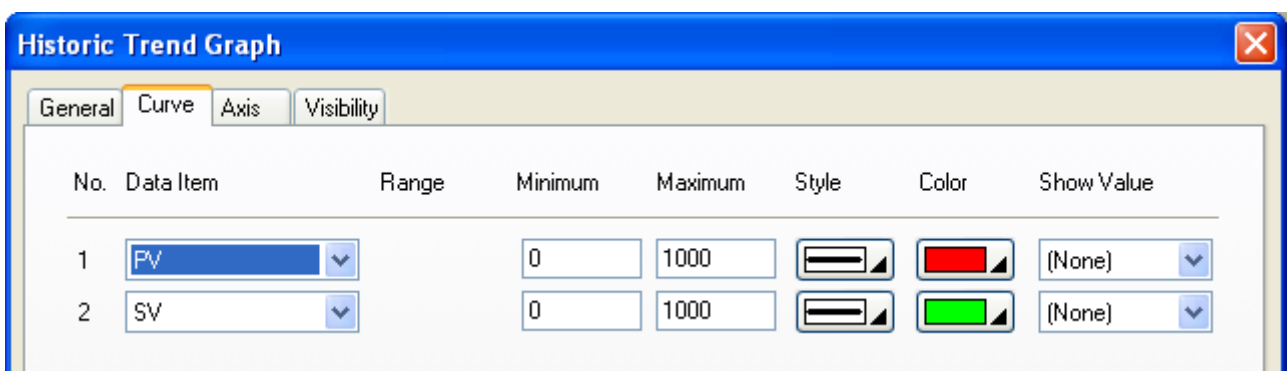 Historic Trend Graph
General Curve Axis Visibility
No. Data Item Range Minimum Maximum Style Color Show Value
1 PV 0 1000 (None)
2 SV 0 1000 (None)